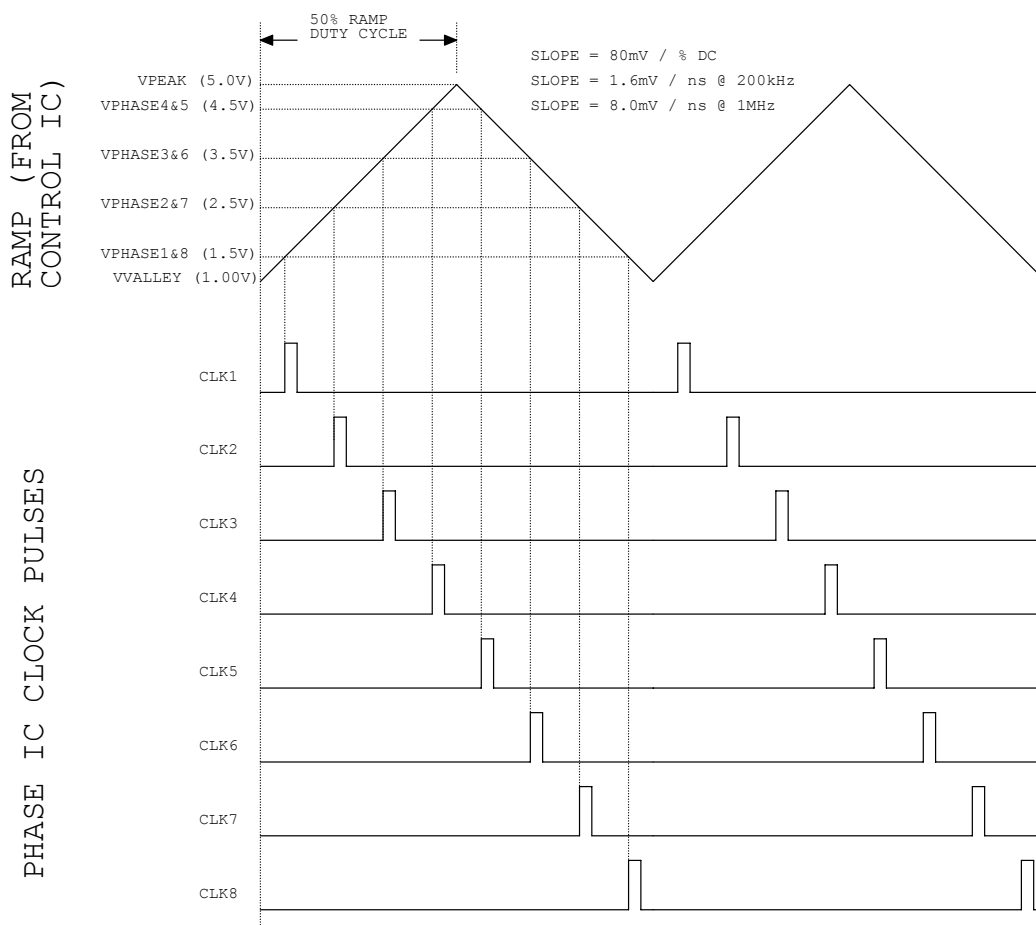 50% RAMP
DUTY CYCLE
SLOPE = 80mV / % DC
SLOPE = 1.6mV / ns @ 200kHz
SLOPE = 8.0mV / ns @ 1MHz
RAMP (FROM
CONTROL IC)
VPEAK (5.0V)
VPHASE4&5 (4.5V)
VPHASE3&6 (3.5V)
VPHASE2&7 (2.5V)
VPHASE1&8 (1.5V)
VVALLEY (1.00V)
PHASE IC CLOCK PULSES
CLK1
CLK2
CLK3
CLK4
CLK5
CLK6
CLK7
CLK8